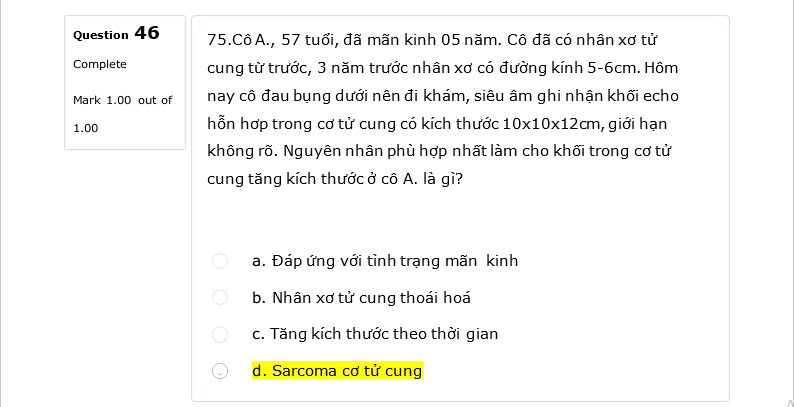 Question 46
Complete
Mark 1.00 out of
1.00
75.Cô A., 57 tuổi, đã mãn kinh 05 năm. Cô đã có nhân xơ tử
cung từ trước, 3 năm trước nhân xơ có đường kính 5-6cm. Hôm
nay cô đau bụng dưới nên đi khám, siêu âm ghi nhận khối echo
hỗn hơp trong cơ tử cung có kích thước 10x10x12cm, giới hạn
không rõ. Nguyên nhân phù hợp nhất làm cho khối trong cơ tử
cung tăng kích thước ở cô A. là gì?
a. Đáp ứng với tình trạng mãn kinh
b. Nhân xơ tử cung thoái hoá
c. Tăng kích thước theo thời gian
d. Sarcoma cơ tử cung